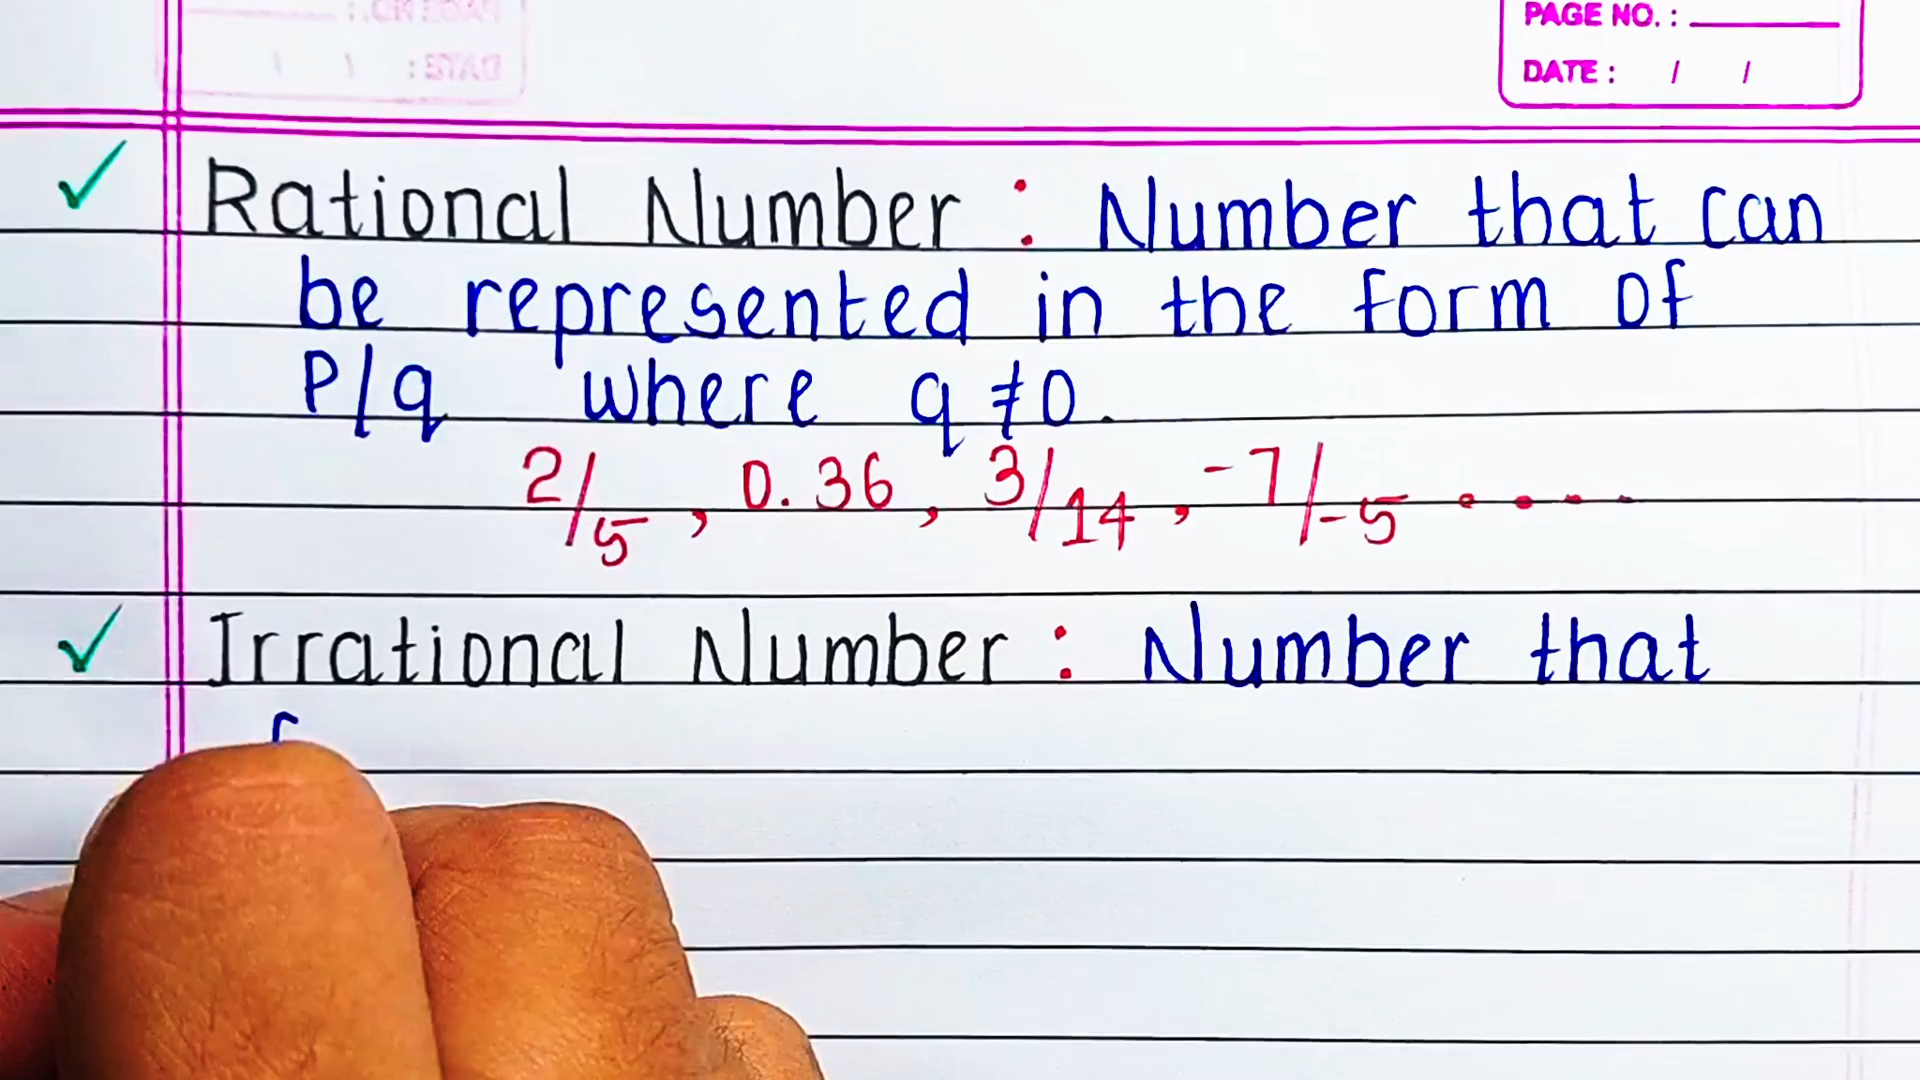 PAGE NO. :
DATE : / /
Rational Number : Number that can
be represented in the form of
P/q where q ≠ 0.
2/5, 0.36, 3/14, -7/-5 ....
Irrational Number : Number that